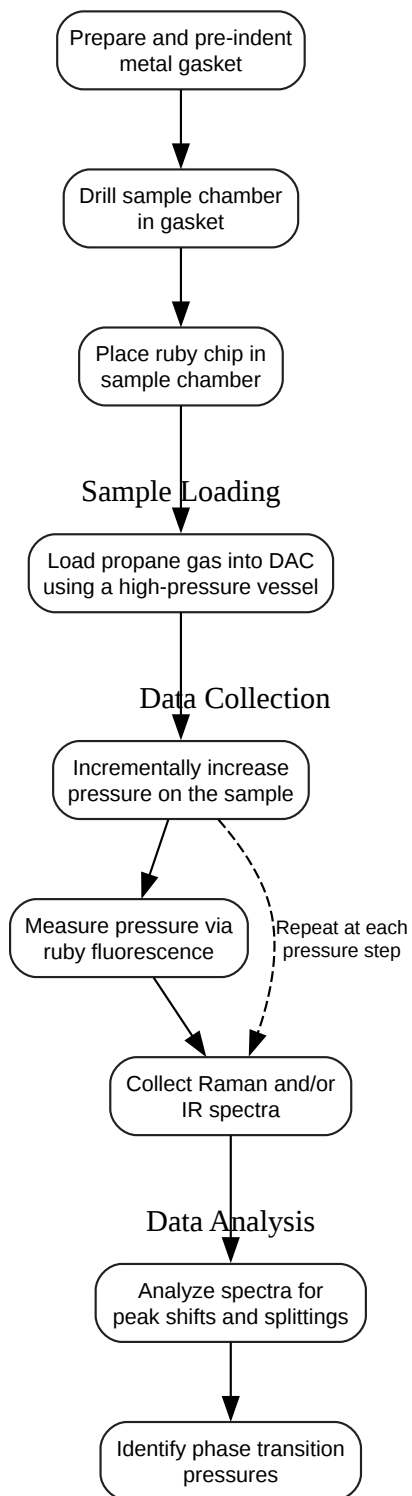 Prepare and pre-indent
metal gasket
Drill sample chamber
in gasket
Place ruby chip in
sample chamber
Sample Loading
Load propane gas into DAC
using a high-pressure vessel
Data Collection
Incrementally increase
pressure on the sample
Measure pressure via
ruby fluorescence
Repeat at each
pressure step
Collect Raman and/or
IR spectra
Data Analysis
Analyze spectra for
peak shifts and splittings
Identify phase transition
pressures